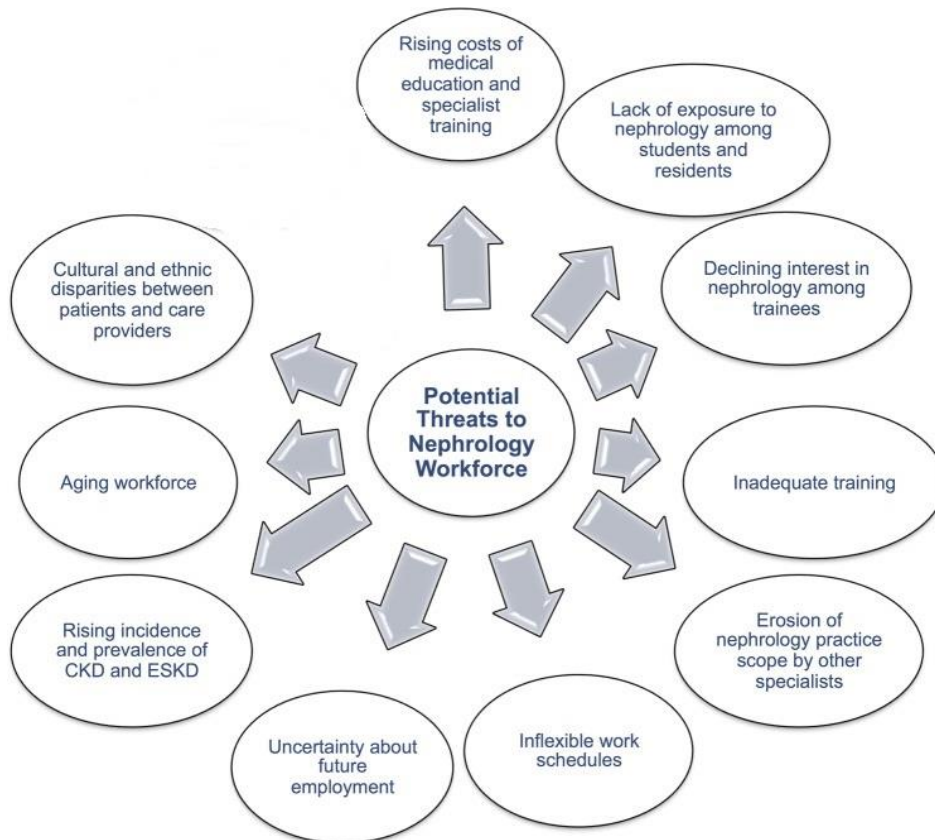 Rising costs of
medical
education and
specialist
training
Lack of exposure to
nephrology among
students and
residents
Declining interest in
nephrology among
trainees
Inadequate training
Erosion of
nephrology practice
scope by other
specialists
Inflexible work
schedules
Uncertainty about
future
employment
Rising incidence
and prevalence of
CKD and ESKD
Aging workforce
Cultural and ethnic
disparities between
patients and care
providers
Potential
Threats to
Nephrology
Workforce